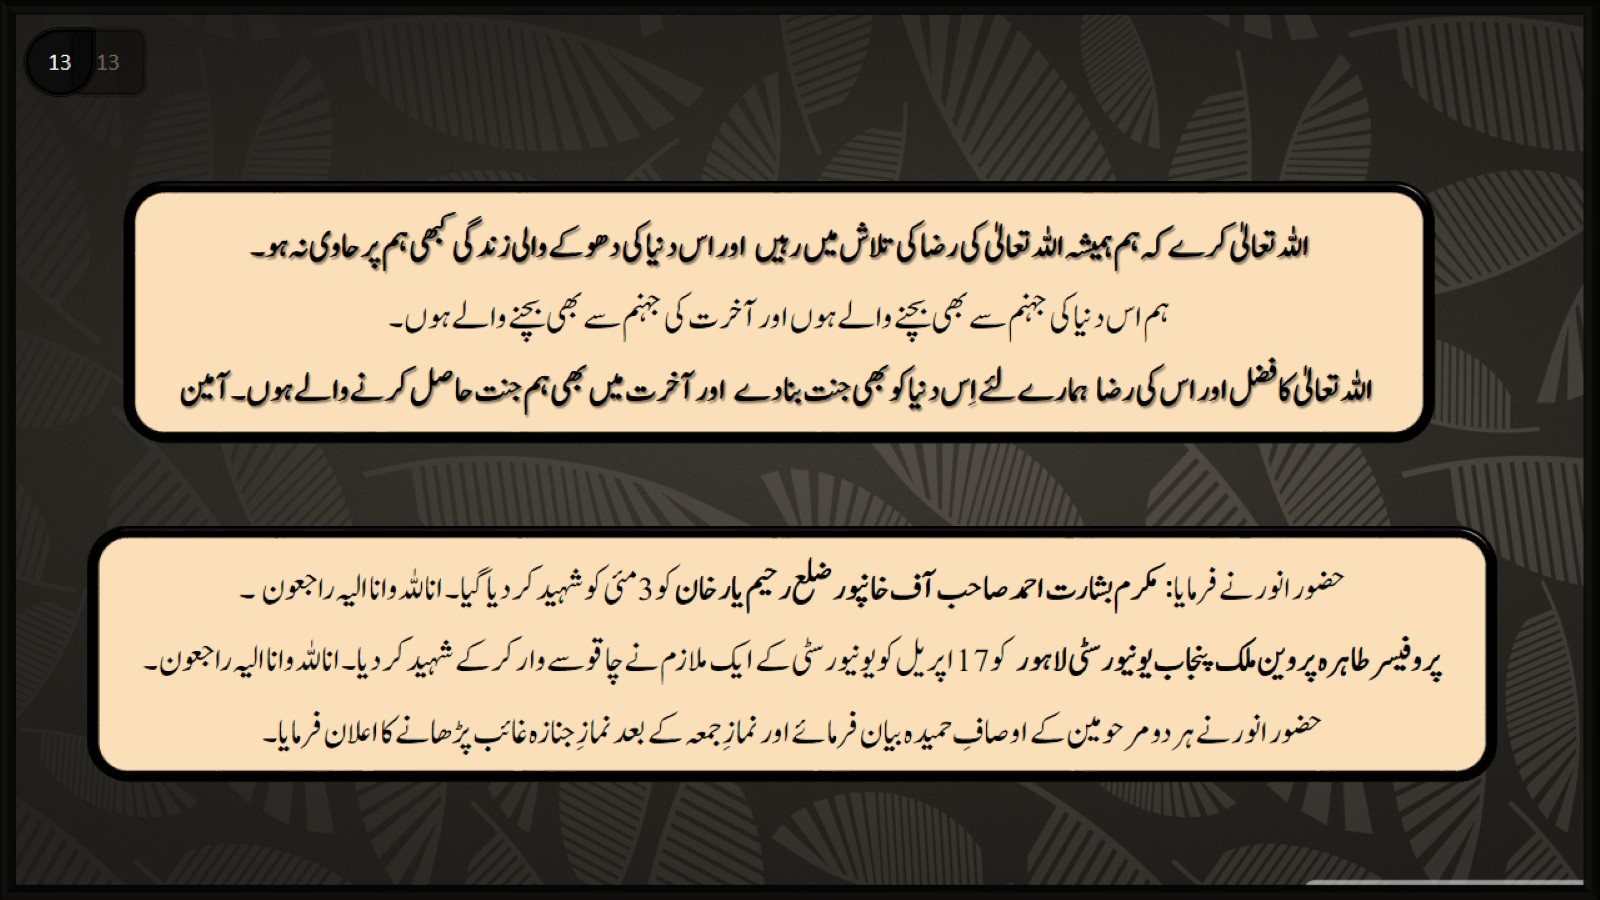 13 13
اللہ تعالیٰ کرے کہ ہم ہمیشہ اللہ تعالیٰ کی رضا کی تلاش میں رہیں اور اس دنیا کی دھوکے والی زندگی کبھی ہم پر حاوی نہ ہو۔
ہم اس دنیا کی جہنم سے بھی بچنے والے ہوں اور آخرت کی جہنم سے بھی بچنے والے ہوں۔
اللہ تعالیٰ کا فضل اور اس کی رضا ہمارے لئے اِس دنیا کو بھی جنت بنا دے اور آخرت میں بھی ہم جنت حاصل کرنے والے ہوں۔ آمین
حضور انور نے فرمایا: مکرم بشارت احمد صاحب آف خانپور ضلع رحیم یار خان کو 3 مئی کو شہید کر دیا گیا۔ انا للہ وانا الیہ راجعون ۔
پروفیسر طاہرہ پروین ملک پنجاب یونیورسٹی لاہور کو 17 اپریل کو یونیورسٹی کے ایک ملازم نے چاقو سے وار کر کے شہید کر دیا۔ انا للہ وانا الیہ راجعون۔
حضور انور نے ہر دو مرحومین کے اوصافِ حمیدہ بیان فرمائے اور نمازِ جمعہ کے بعد نمازِ جنازہ غائب پڑھانے کا اعلان فرمایا۔